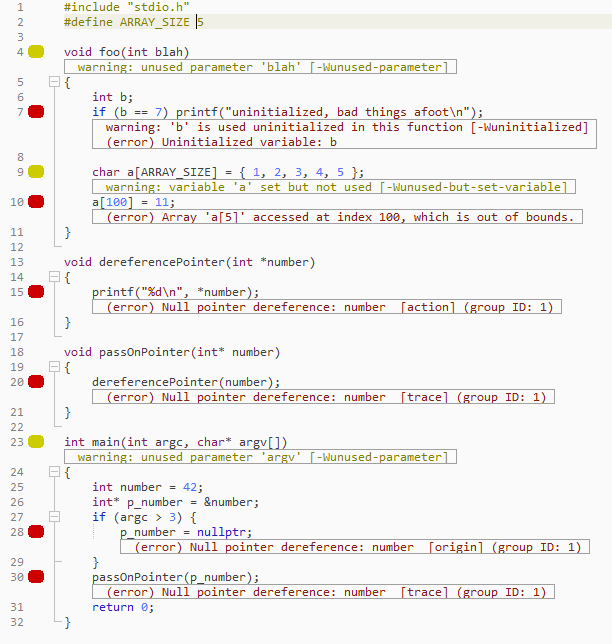 1 #include "stdio.h"
2 #define ARRAY_SIZE 5
3
4 void foo(int blah)
warning: unused parameter 'blah' [-Wunused-parameter]
5 {
6 int b;
7 if (b == 7) printf("uninitialized, bad things afoot\n");
warning: 'b' is used uninitialized in this function [-Wuninitialized]
(error) Uninitialized variable: b
8
9 char a[ARRAY_SIZE] = { 1, 2, 3, 4, 5 };
warning: variable 'a' set but not used [-Wunused-but-set-variable]
10 a[100] = 11;
(error) Array 'a[5]' accessed at index 100, which is out of bounds.
11 }
12
13 void dereferencePointer(int *number)
14 {
15 printf("%d\n", *number);
(error) Null pointer dereference: number [action] (group ID: 1)
16 }
17
18 void passOnPointer(int* number)
19 {
20 dereferencePointer(number);
(error) Null pointer dereference: number [trace] (group ID: 1)
21 }
22
23 int main(int argc, char* argv[])
warning: unused parameter 'argv' [-Wunused-parameter]
24 {
25 int number = 42;
26 int* p_number = &number;
27 if (argc > 3) {
28 p_number = nullptr;
(error) Null pointer dereference: number [origin] (group ID: 1)
29 }
30 passOnPointer(p_number);
(error) Null pointer dereference: number [trace] (group ID: 1)
31 return 0;
32 }